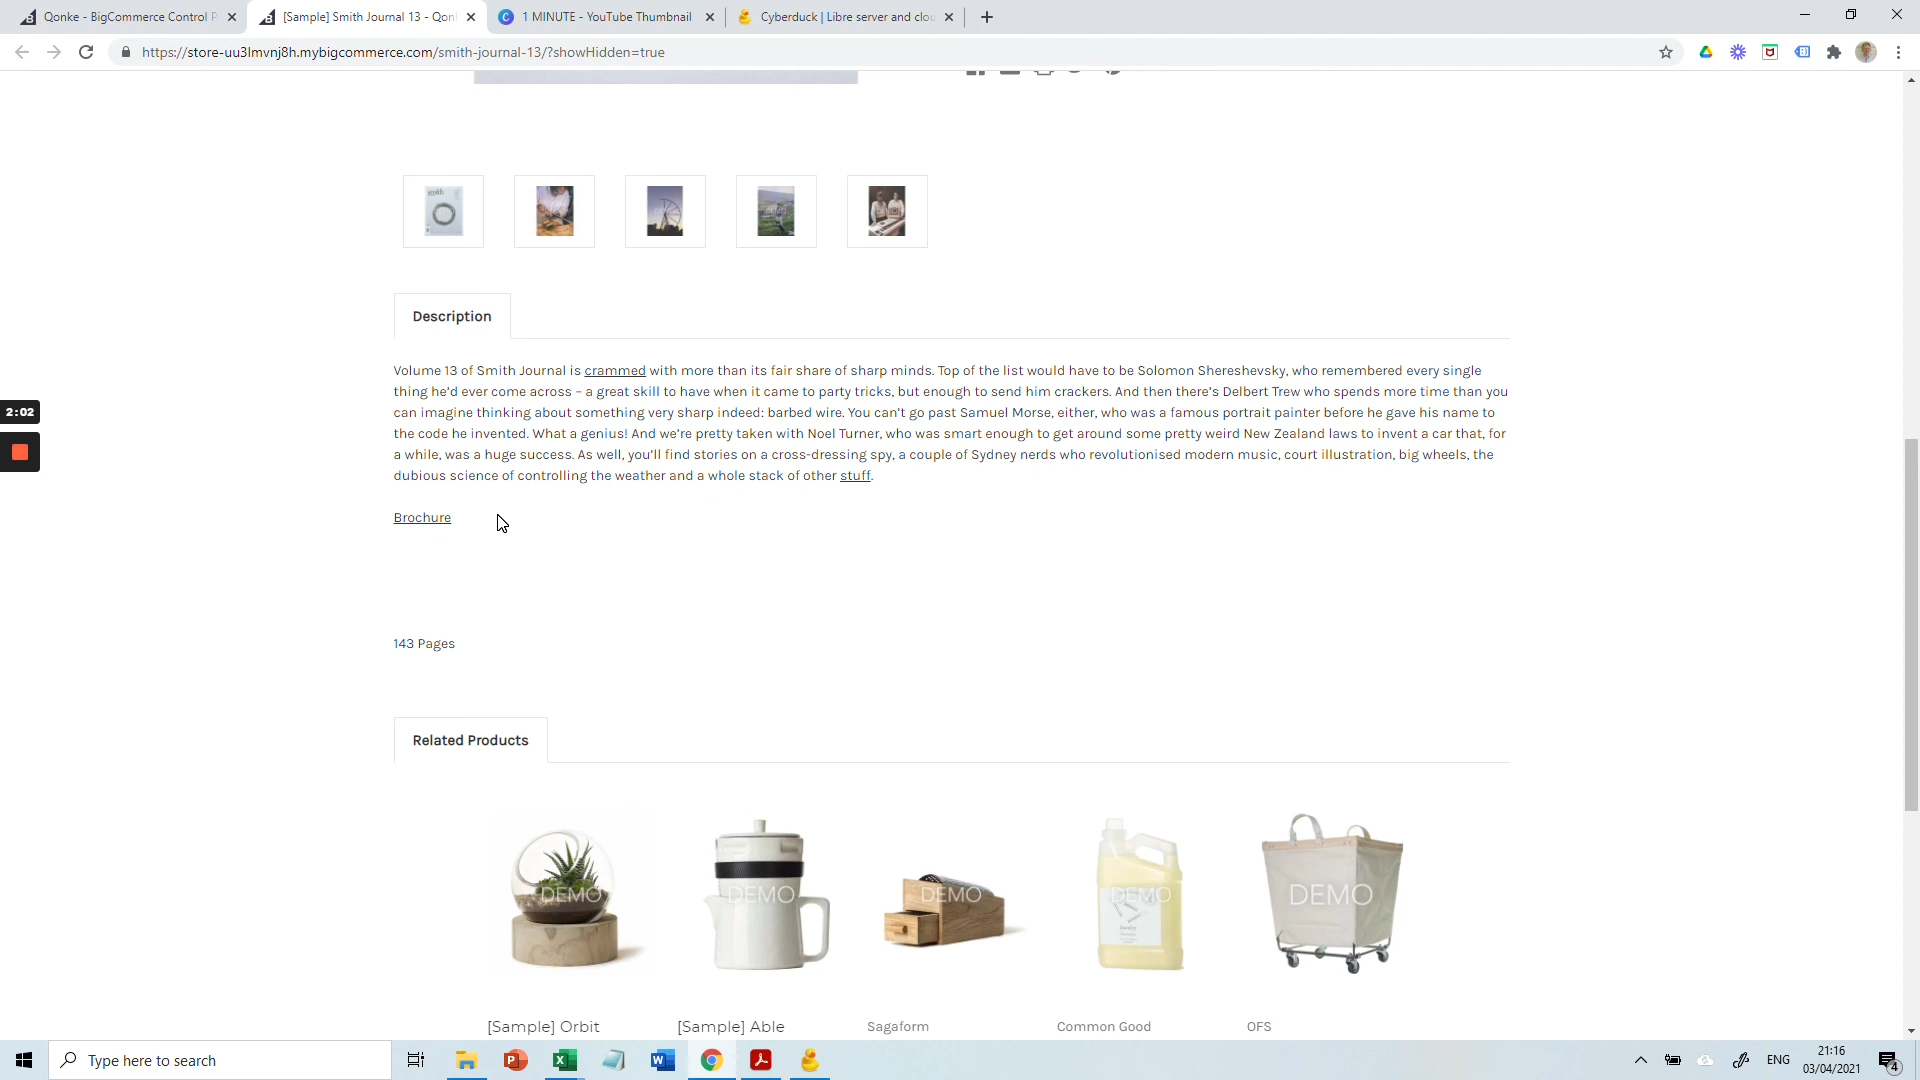 Qonke - BigCommerce Control P
[Sample] Smith Journal 13 - Qon
1 MINUTE - YouTube Thumbnail
Cyberduck | Libre server and clou
https://store-uu3lmvnj8h.mybigcommerce.com/smith-journal-13/?showHidden=true
smith
Description
Volume 13 of Smith Journal is crammed with more than its fair share of sharp minds. Top of the list would have to be Solomon Shereshevsky, who remembered every single
thing he’d ever come across – a great skill to have when it came to party tricks, but enough to send him crackers. And then there’s Delbert Trew who spends more time than you
can imagine thinking about something very sharp indeed: barbed wire. You can’t go past Samuel Morse, either, who was a famous portrait painter before he gave his name to
2:02
the code he invented. What a genius! And we’re pretty taken with Noel Turner, who was smart enough to get around some pretty weird New Zealand laws to invent a car that, for
a while, was a huge success. As well, you’ll find stories on a cross-dressing spy, a couple of Sydney nerds who revolutionised modern music, court illustration, big wheels, the
dubious science of controlling the weather and a whole stack of other stuff.
Brochure
143 Pages
Related Products
DEMO
DEMO
DEMO
DEMO
DEMO
[Sample] Orbit
[Sample] Able
Sagaform
Common Good
OFS
Type here to search
ENG
21:16
03/04/2021
4